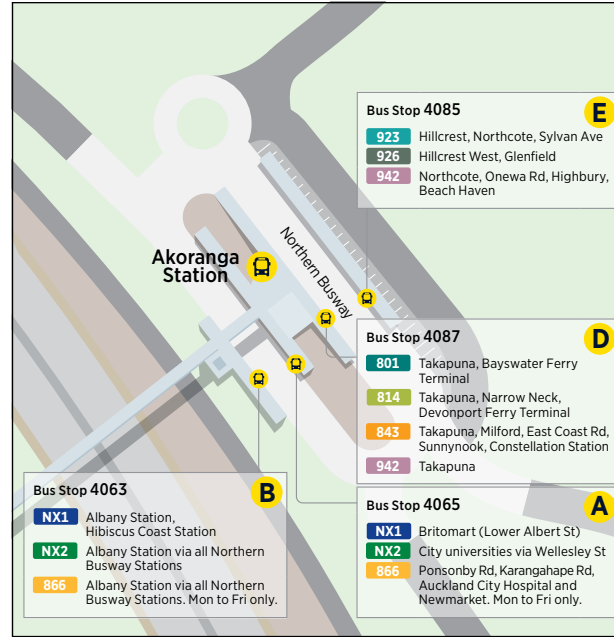 Bus Stop 4085
E
923 Hillcrest, Northcote, Sylvan Ave
926 Hillcrest West, Glenfield
942 Northcote, Onewa Rd, Highbury,
Beach Haven
Akoranga
Station
Northern Busway
Bus Stop 4087
D
801 Takapuna, Bayswater Ferry
Terminal
814 Takapuna, Narrow Neck,
Devonport Ferry Terminal
843 Takapuna, Milford, East Coast Rd,
Sunnynook, Constellation Station
942 Takapuna
Bus Stop 4063
B
NX1 Albany Station,
Hibiscus Coast Station
NX2 Albany Station via all Northern
Busway Stations
866 Albany Station via all Northern
Busway Stations. Mon to Fri only.
Bus Stop 4065
A
NX1 Britomart (Lower Albert St)
NX2 City universities via Wellesley St
866 Ponsonby Rd, Karangahape Rd,
Auckland City Hospital and
Newmarket. Mon to Fri only.